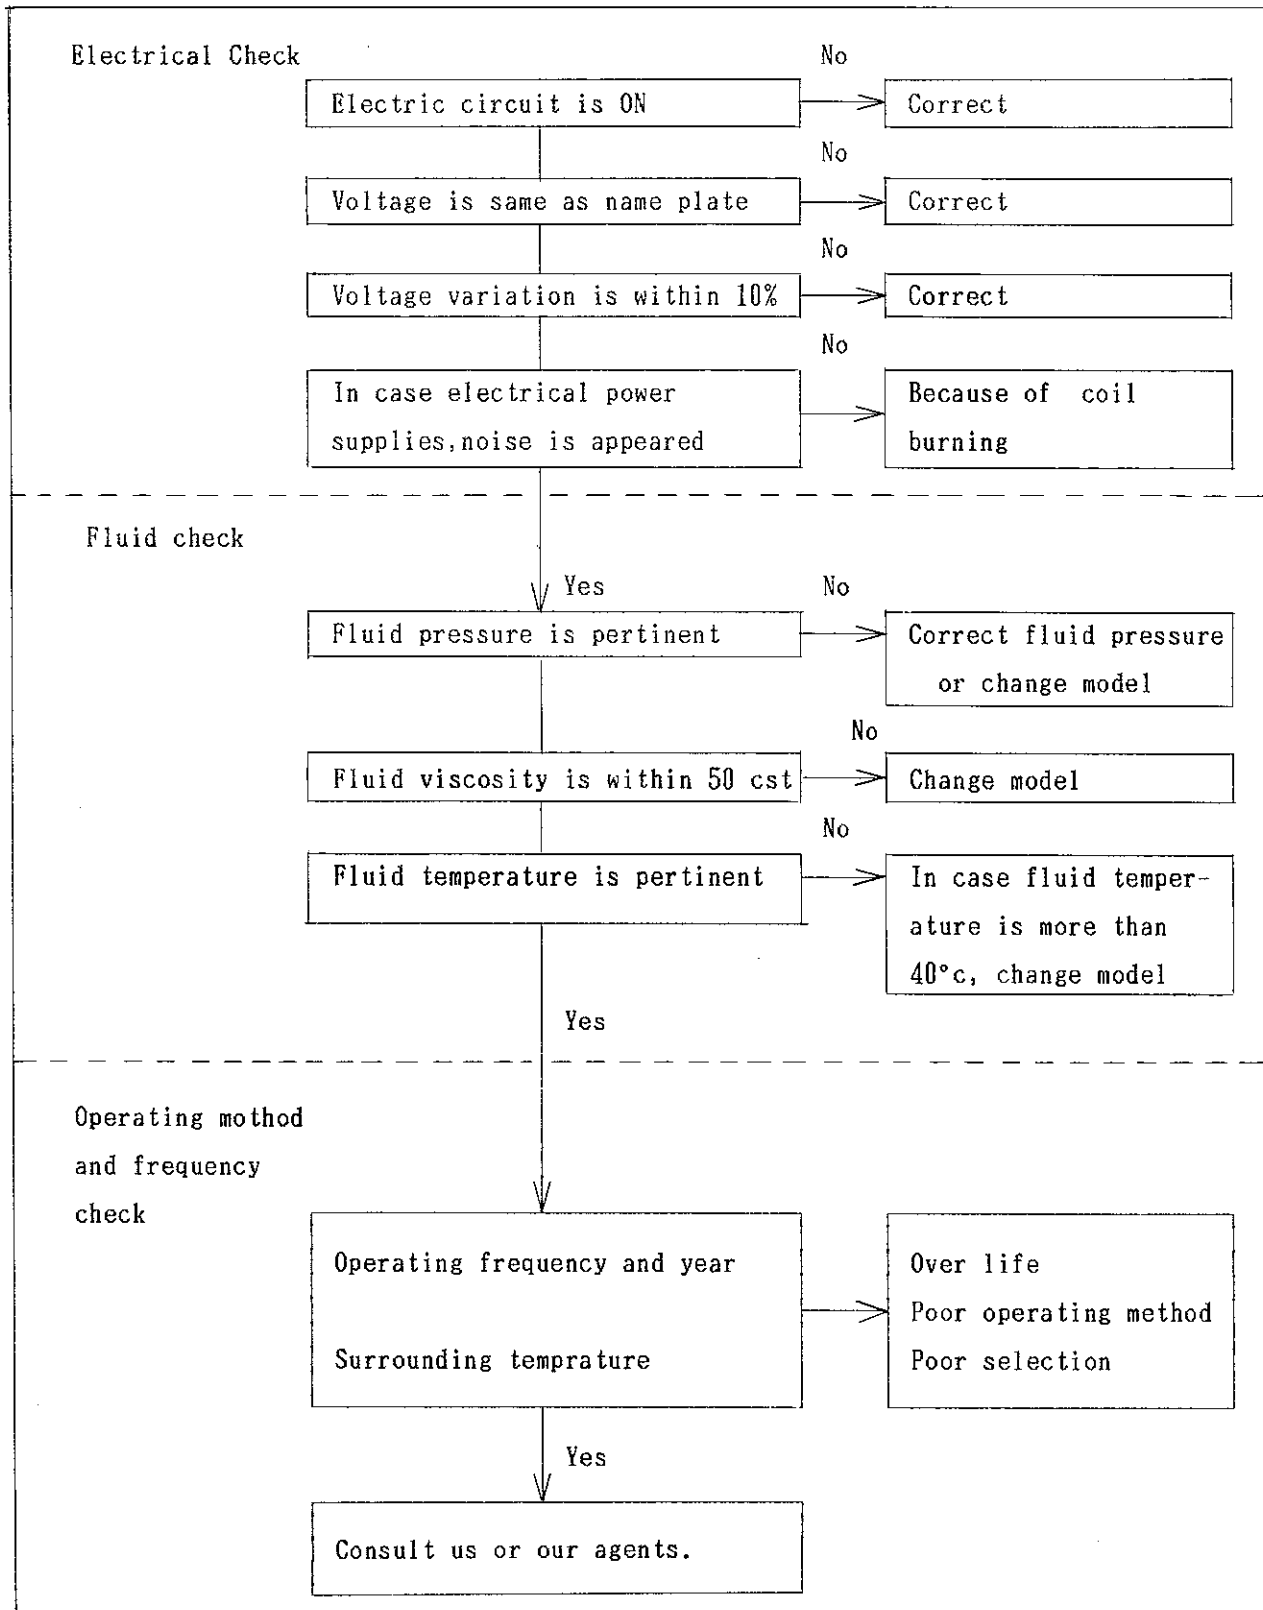 Electrical Check
No
Electric circuit is ON
Correct
No
Voltage is same as name plate
Correct
No
Voltage variation is within 10%
Correct
No
In case electrical power
supplies,noise is appeared
Because of coil
burning
Fluid check
Yes
No
Fluid pressure is pertinent
Correct fluid pressure
or change model
No
Fluid viscosity is within 50 cst
Change model
No
Fluid temperature is pertinent
In case fluid temper-
ature is more than
40°c, change model
Yes
Operating mothod
and frequency
check
Operating frequency and year
Surrounding temprature
Over life
Poor operating method
Poor selection
Yes
Consult us or our agents.